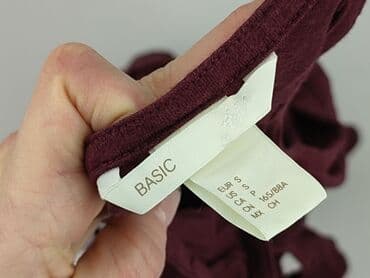 BASIC
EUR S
US S
CA P
CN 165/88A
MX CH